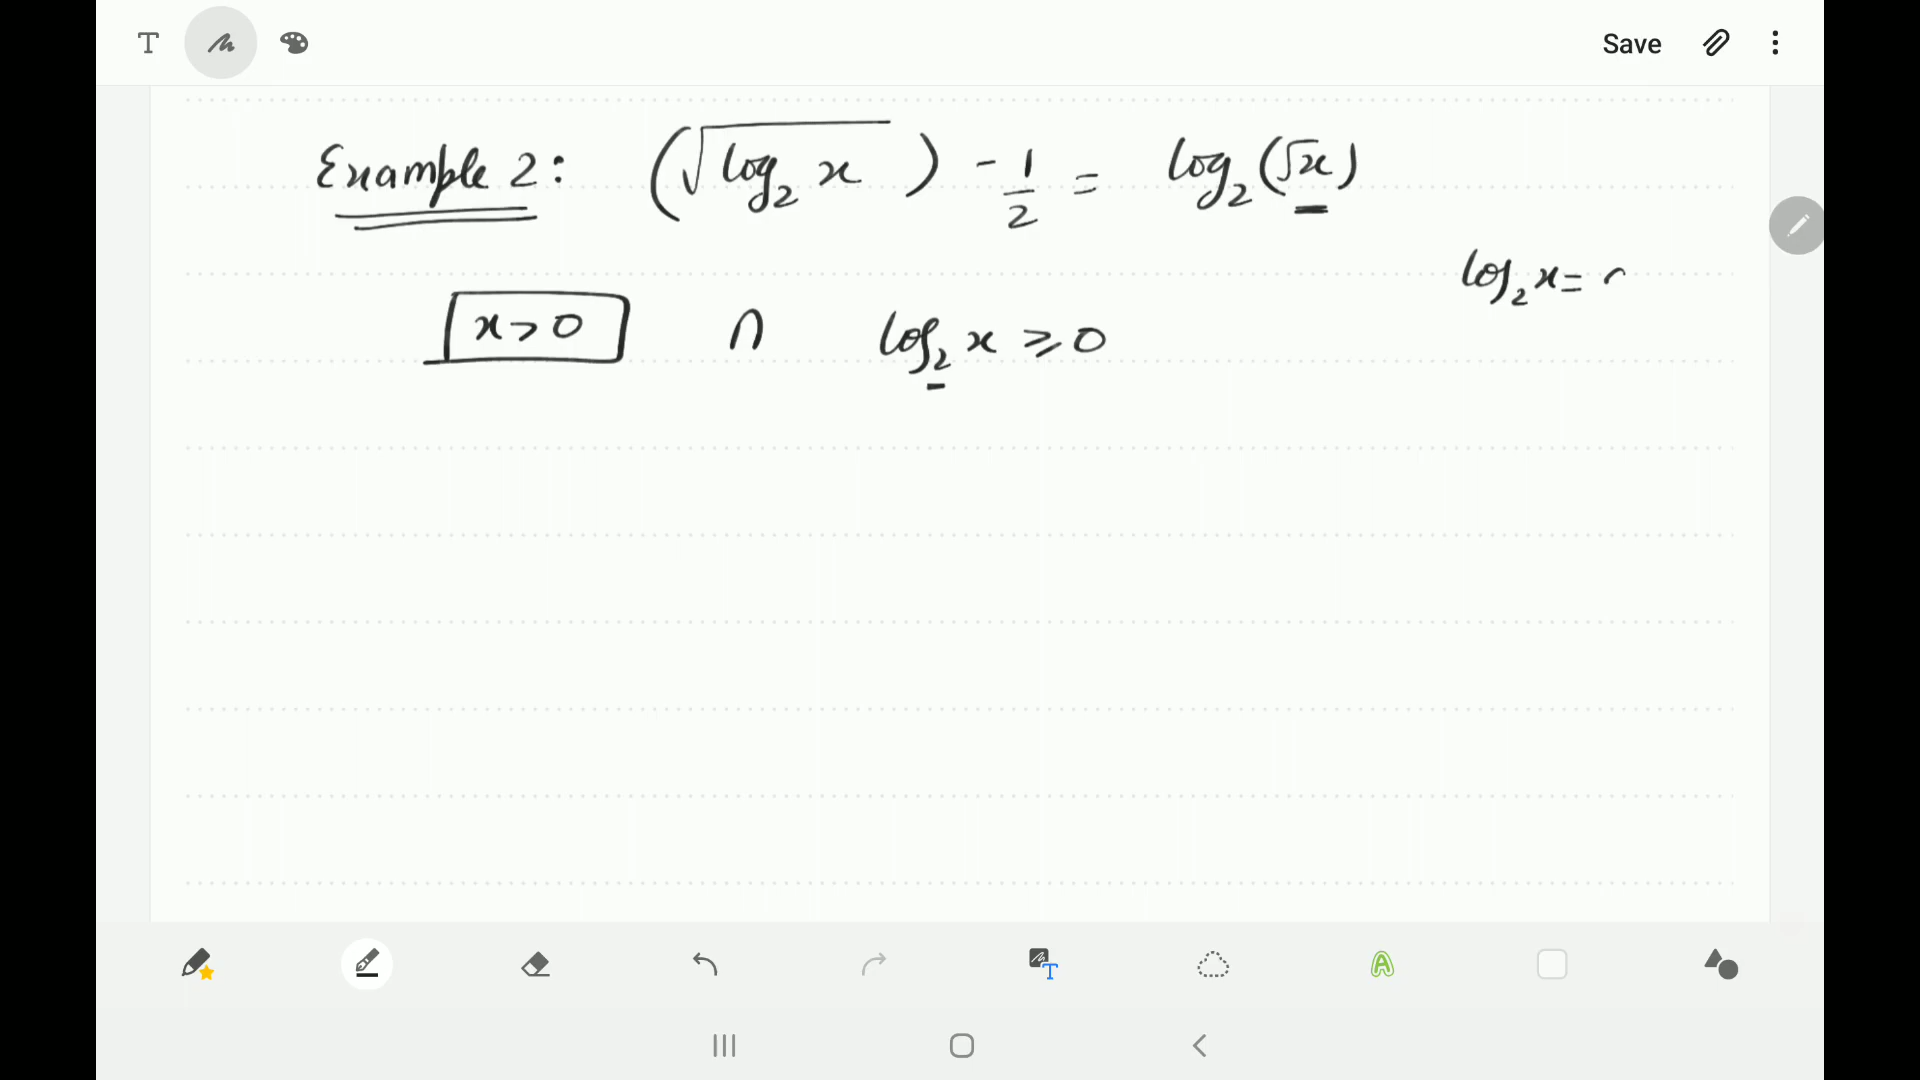 Save
Example 2: (√log₂ x) - 1/2 = log₂(√x)
log₂ x =
x > 0 ∩ log₂ x ≥ 0